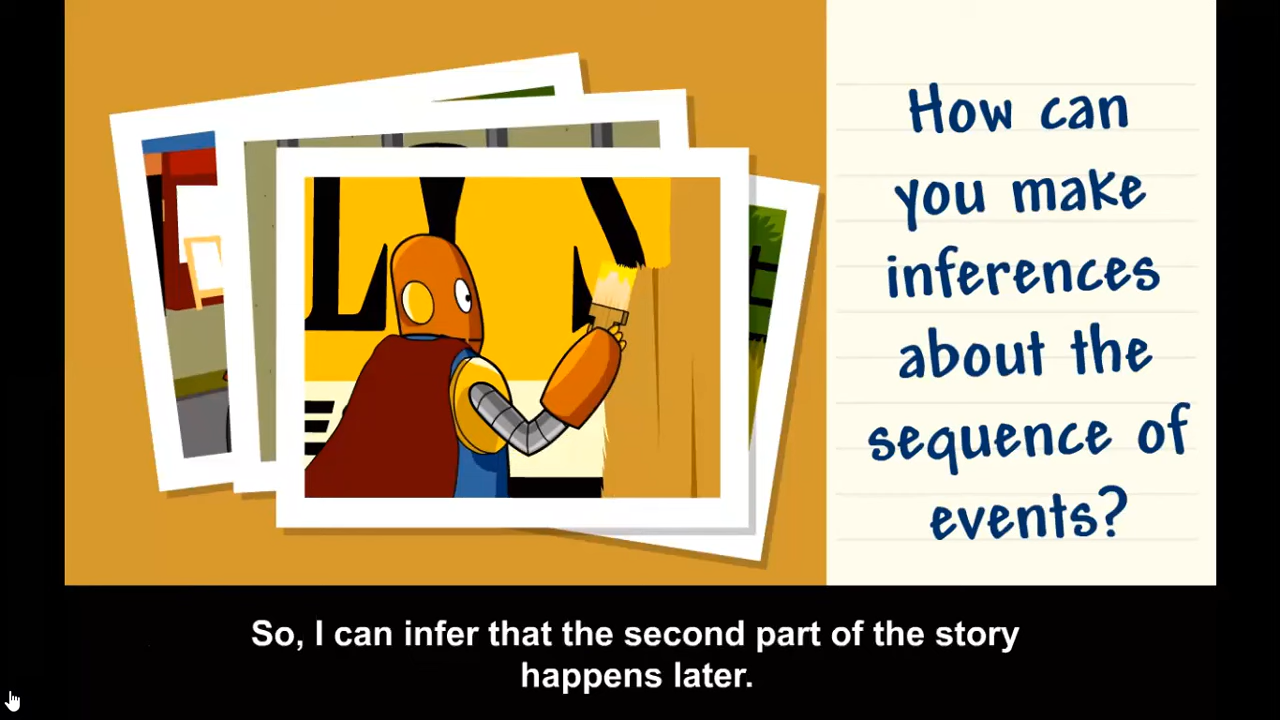 How can
you make
inferences
about the
sequence of
events?
So, I can infer that the second part of the story
happens later.